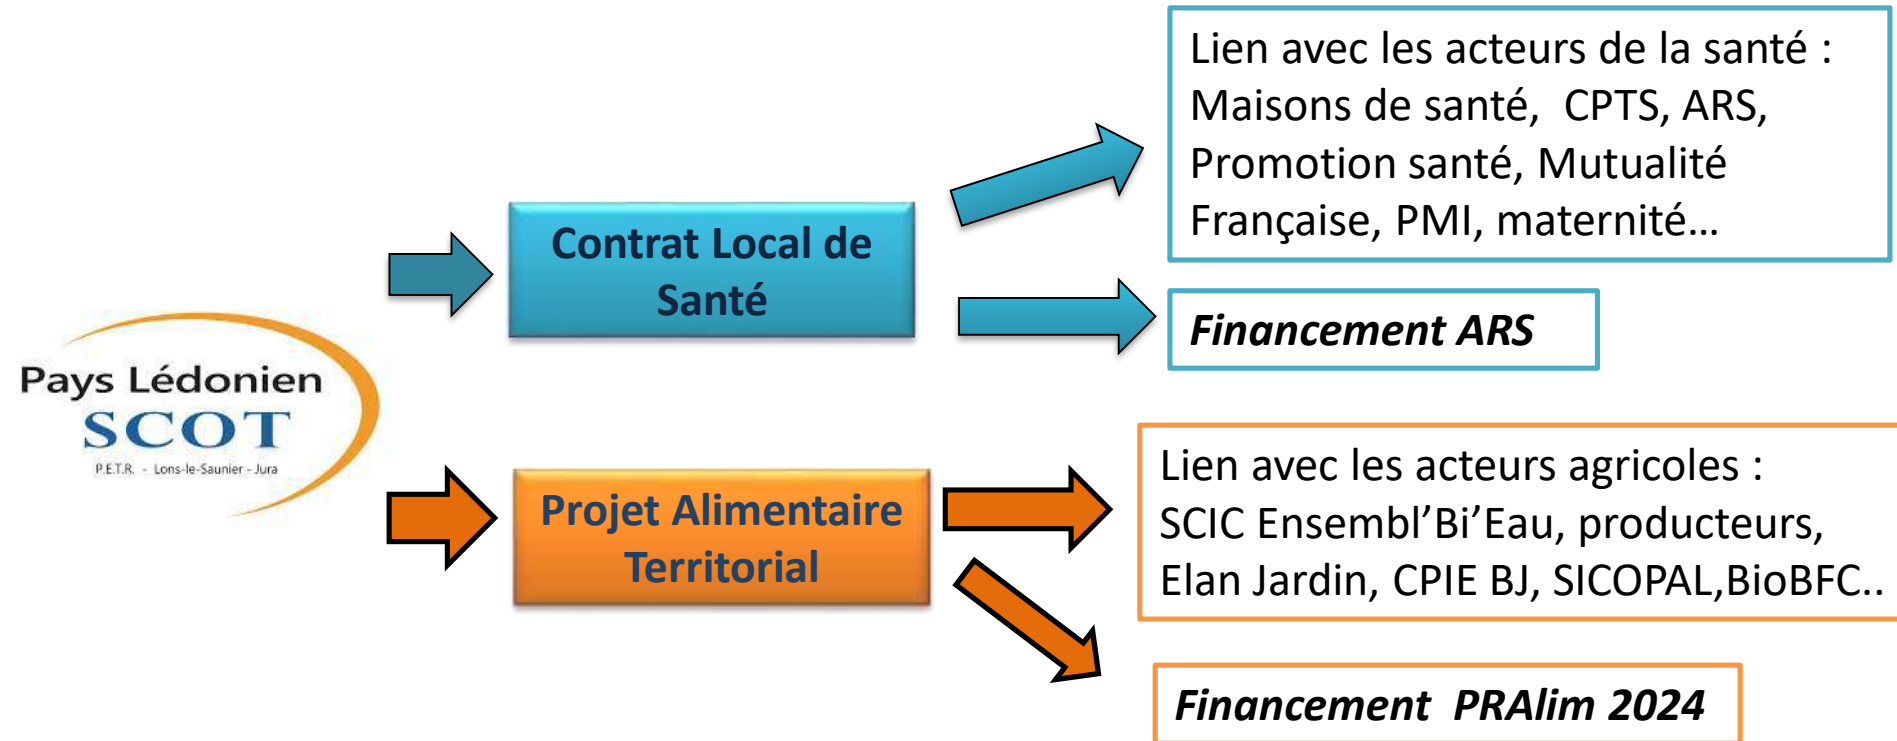 Pays Lédonien
SCOT
P.E.T.R. - Lons-le-Saunier - Jura
Contrat Local de
Santé
Lien avec les acteurs de la santé :
Maisons de santé, CPTS, ARS,
Promotion santé, Mutualité
Française, PMI, maternité...
Financement ARS
Projet Alimentaire
Territorial
Lien avec les acteurs agricoles :
SCIC Ensembl’Bi’Eau, producteurs,
Elan Jardin, CPIE BJ, SICOPAL,BioBFC..
Financement PRAlim 2024